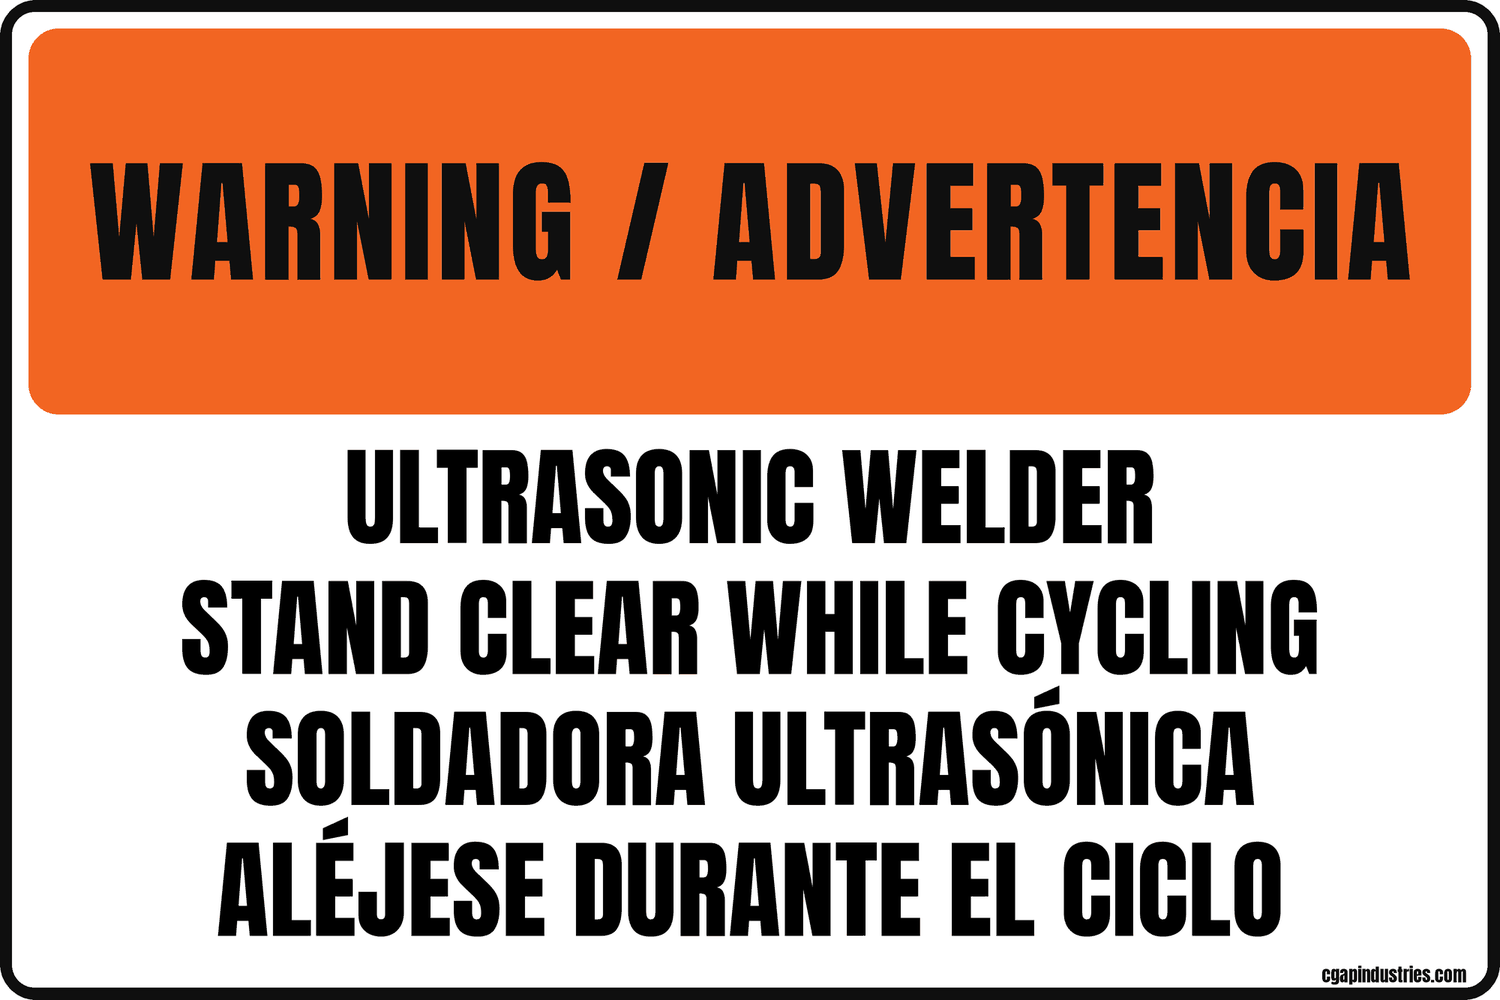 WARNING / ADVERTENCIA
ULTRASONIC WELDER
STAND CLEAR WHILE CYCLING
SOLDADORA ULTRASÓNICA
ALÉJESE DURANTE EL CICLO
cgapindustries.com